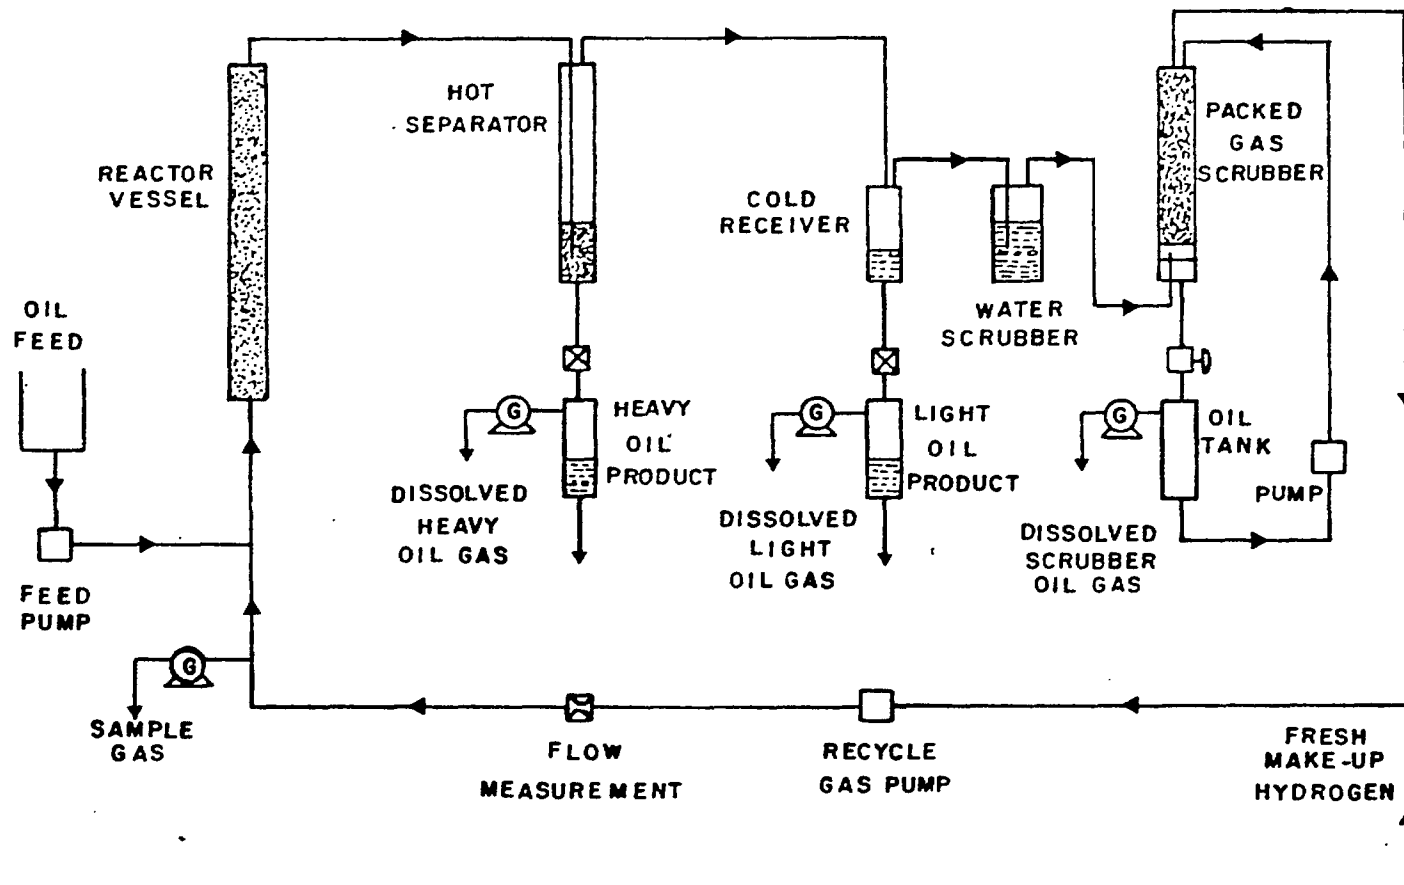 HOT
SEPARATOR
REACTOR
VESSEL
PACKED
GAS
SCRUBBER
COLD
RECEIVER
WATER
SCRUBBER
OIL
FEED
G
HEAVY
OIL
PRODUCT
DISSOLVED
HEAVY
OIL GAS
G
LIGHT
OIL
PRODUCT
DISSOLVED
LIGHT
OIL GAS
G
OIL
TANK
PUMP
DISSOLVED
SCRUBBER
OIL GAS
FEED
PUMP
G
SAMPLE
GAS
FLOW
MEASUREMENT
RECYCLE
GAS PUMP
FRESH
MAKE-UP
HYDROGEN